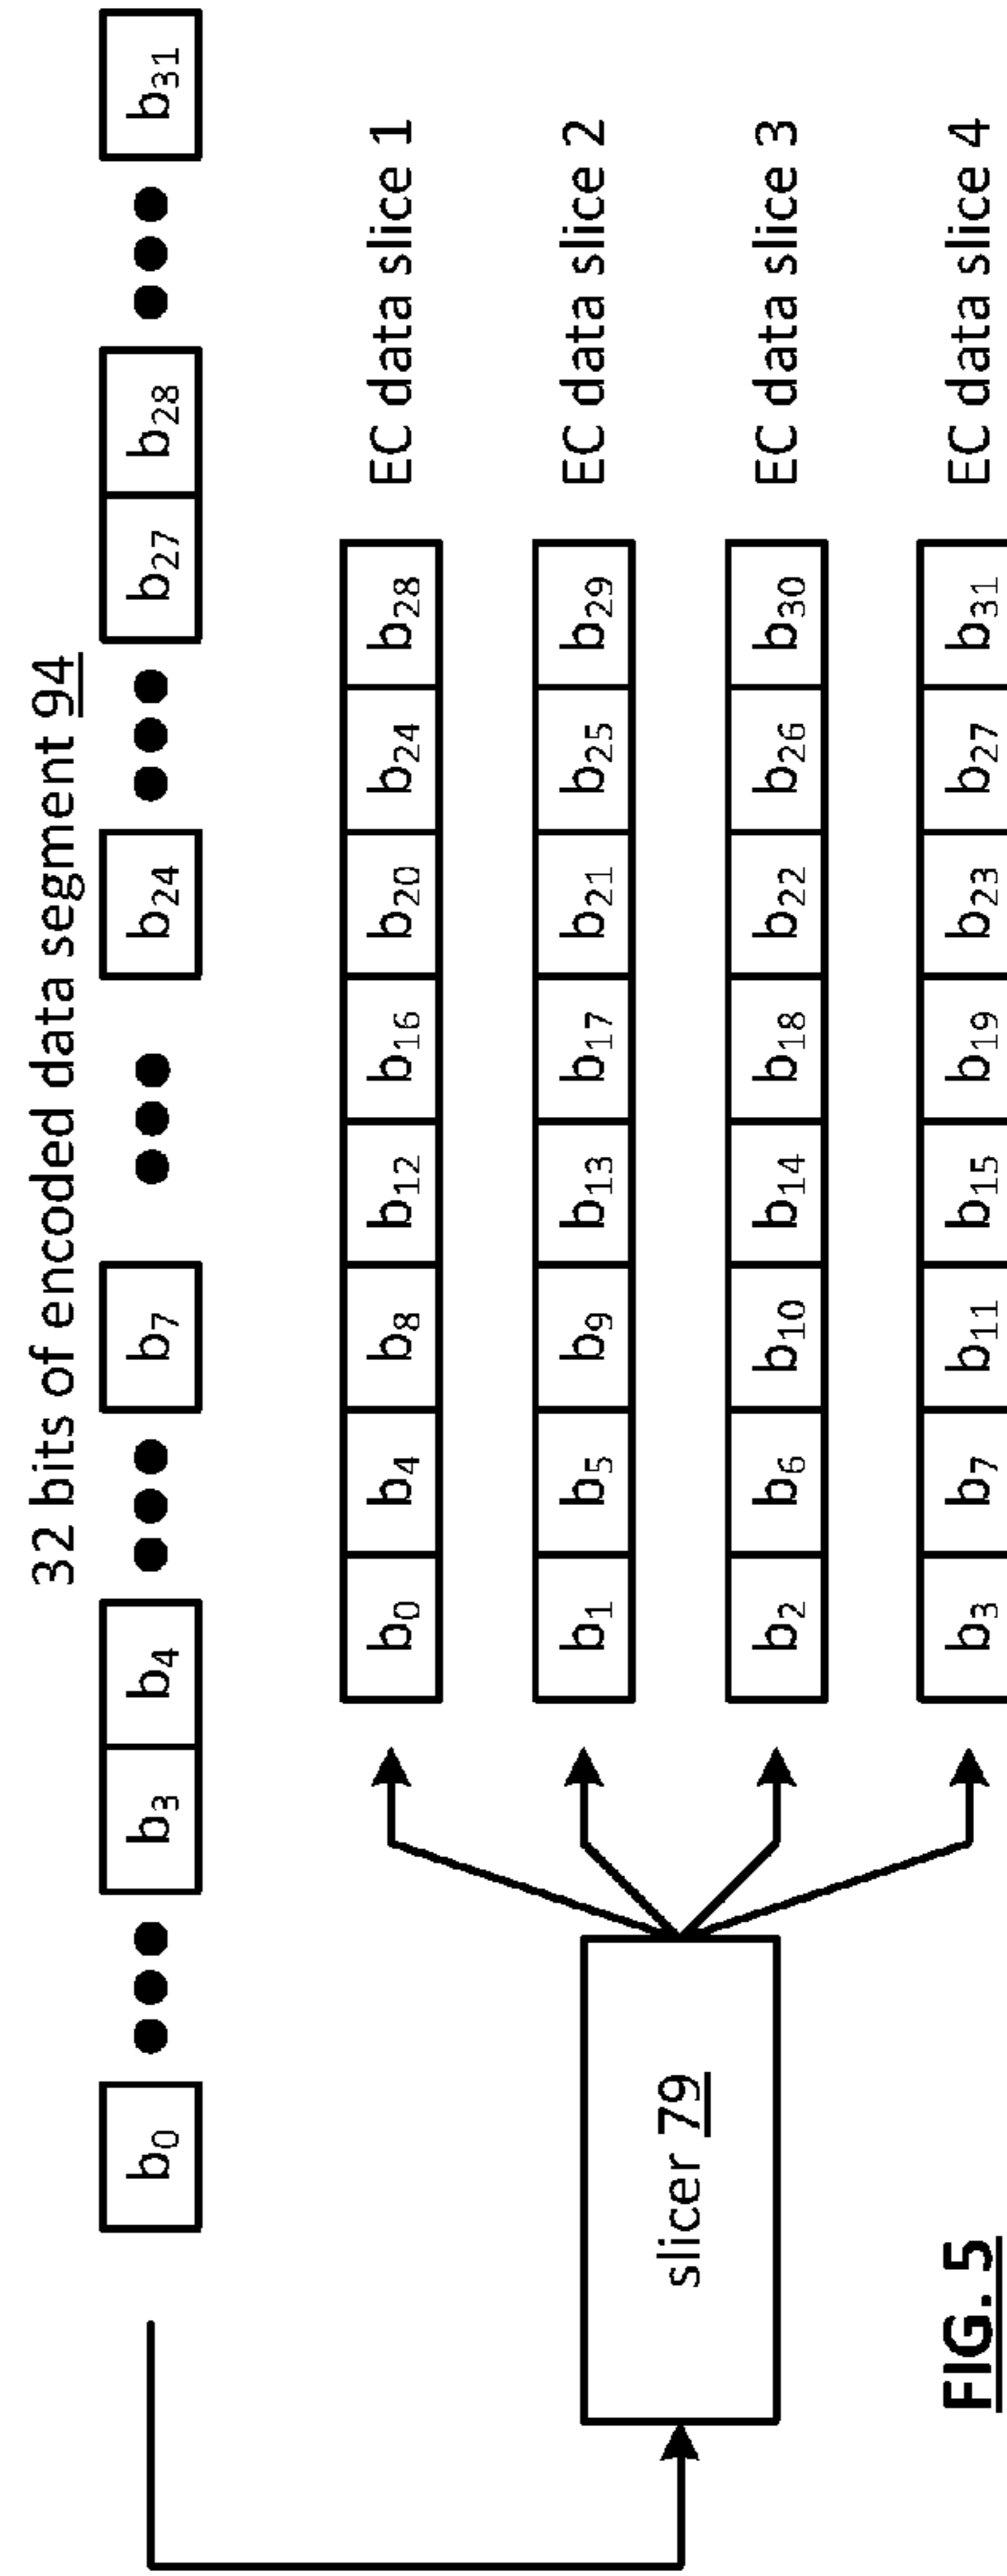 32 bits of encoded data segment 94
b0 b3 b4 b7 b24 b27 b28 b31
b0 b4 b8 b12 b16 b20 b24 b28 EC data slice 1
b1 b5 b9 b13 b17 b21 b25 b29 EC data slice 2
slicer 79
b2 b6 b10 b14 b18 b22 b26 b30 EC data slice 3
b3 b7 b11 b15 b19 b23 b27 b31 EC data slice 4
FIG. 5